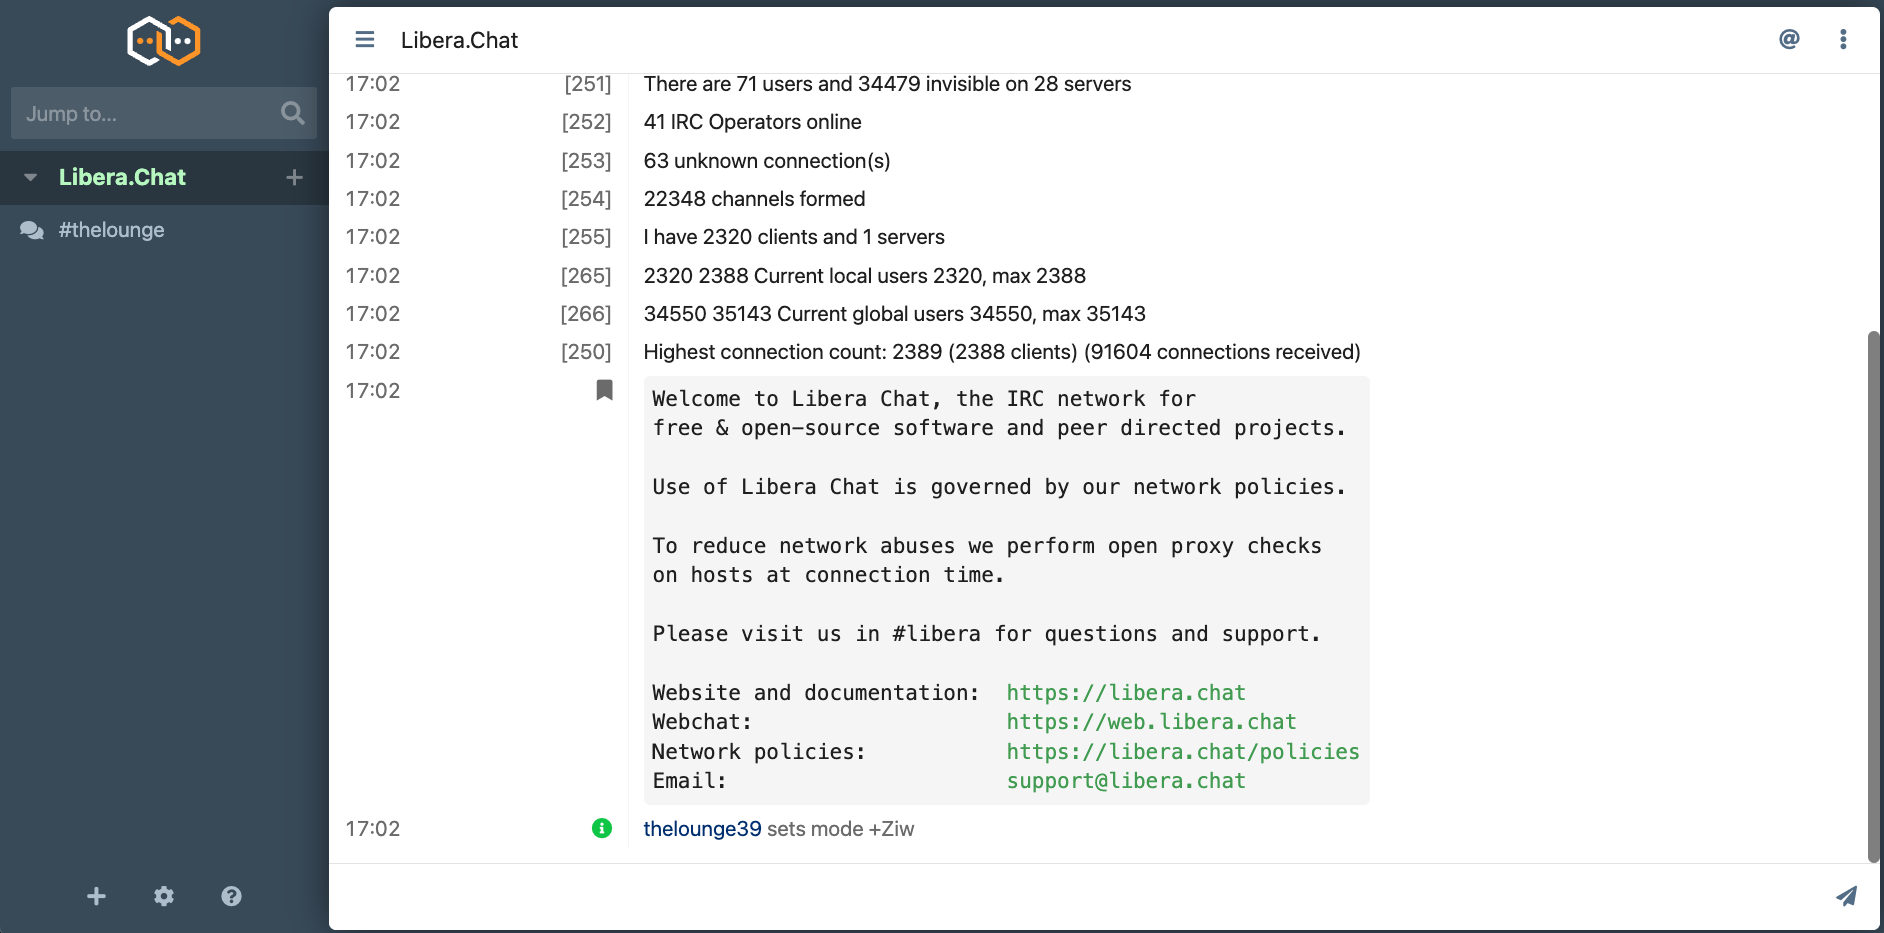 Libera.Chat
@
Jump to...
Libera.Chat
#thelounge
17:02 [251] There are 71 users and 34479 invisible on 28 servers
17:02 [252] 41 IRC Operators online
17:02 [253] 63 unknown connection(s)
17:02 [254] 22348 channels formed
17:02 [255] I have 2320 clients and 1 servers
17:02 [265] 2320 2388 Current local users 2320, max 2388
17:02 [266] 34550 35143 Current global users 34550, max 35143
17:02 [250] Highest connection count: 2389 (2388 clients) (91604 connections received)
17:02
Welcome to Libera Chat, the IRC network for
free & open-source software and peer directed projects.
Use of Libera Chat is governed by our network policies.
To reduce network abuses we perform open proxy checks
on hosts at connection time.
Please visit us in #libera for questions and support.
Website and documentation: https://libera.chat
Webchat: https://web.libera.chat
Network policies: https://libera.chat/policies
Email: support@libera.chat
17:02 thelounge39 sets mode +Ziw